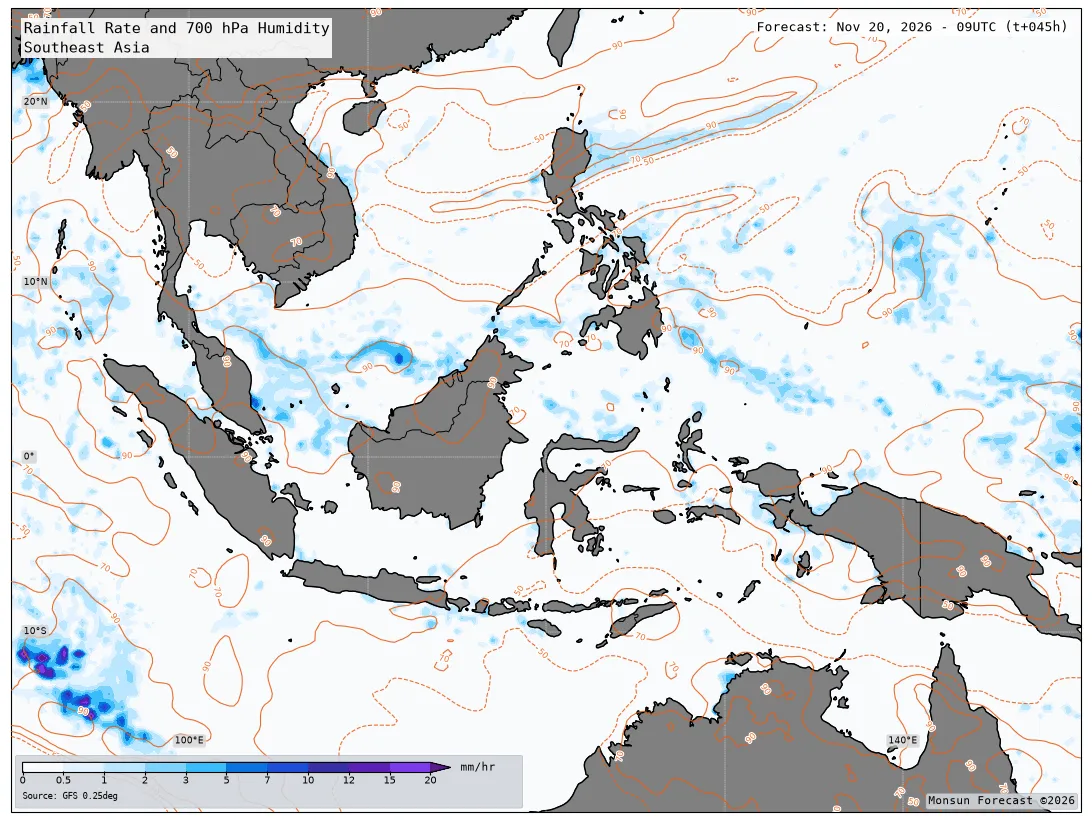 Rainfall Rate and 700 hPa Humidity
Southeast Asia
Forecast: Nov 20, 2026 - 09UTC (t+045h)
20°N
10°N
0°
10°S
100°E
140°E
mm/hr
0 0.5 1 2 3 5 7 10 12 15 20
Source: GFS 0.25deg
Monsun Forecast ©2026